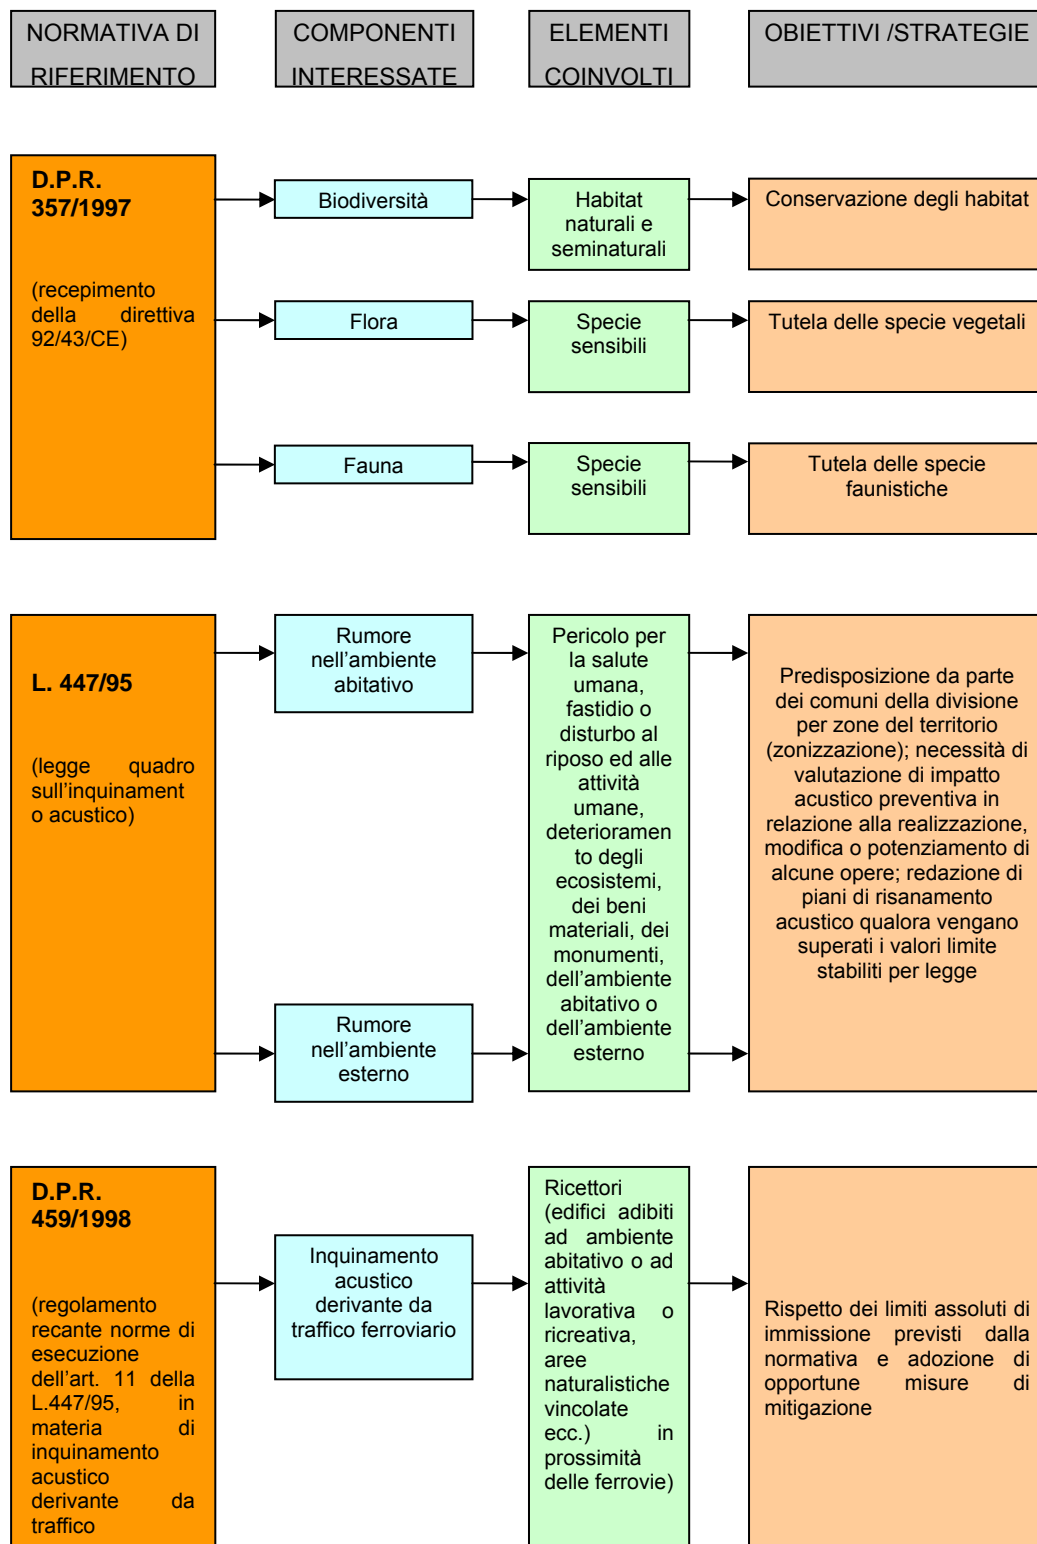 NORMATIVA DI
RIFERIMENTO
COMPONENTI
INTERESSATE
ELEMENTI
COINVOLTI
OBIETTIVI /STRATEGIE
D.P.R.
357/1997
(recepimento
della direttiva
92/43/CE)
Biodiversità
Habitat
naturali e
seminaturali
Conservazione degli habitat
Flora
Specie
sensibili
Tutela delle specie vegetali
Fauna
Specie
sensibili
Tutela delle specie
faunistiche
L. 447/95
(legge quadro
sull’inquinament
o acustico)
Rumore
nell’ambiente
abitativo
Rumore
nell’ambiente
esterno
Pericolo per
la salute
umana,
fastidio o
disturbo al
riposo ed alle
attività
umane,
deterioramen
to degli
ecosistemi,
dei beni
materiali, dei
monumenti,
dell’ambiente
abitativo o
dell’ambiente
esterno
Predisposizione da parte
dei comuni della divisione
per zone del territorio
(zonizzazione); necessità di
valutazione di impatto
acustico preventiva in
relazione alla realizzazione,
modifica o potenziamento di
alcune opere; redazione di
piani di risanamento
acustico qualora vengano
superati i valori limite
stabiliti per legge
D.P.R.
459/1998
(regolamento
recante norme di
esecuzione
dell’art. 11 della
L.447/95, in
materia di
inquinamento
acustico
derivante da
traffico
Inquinamento
acustico
derivante da
traffico ferroviario
Ricettori
(edifici adibiti
ad ambiente
abitativo o ad
attività
lavorativa o
ricreativa,
aree
naturalistiche
vincolate
ecc.) in
prossimità
delle ferrovie)
Rispetto dei limiti assoluti di
immissione previsti dalla
normativa e adozione di
opportune misure di
mitigazione